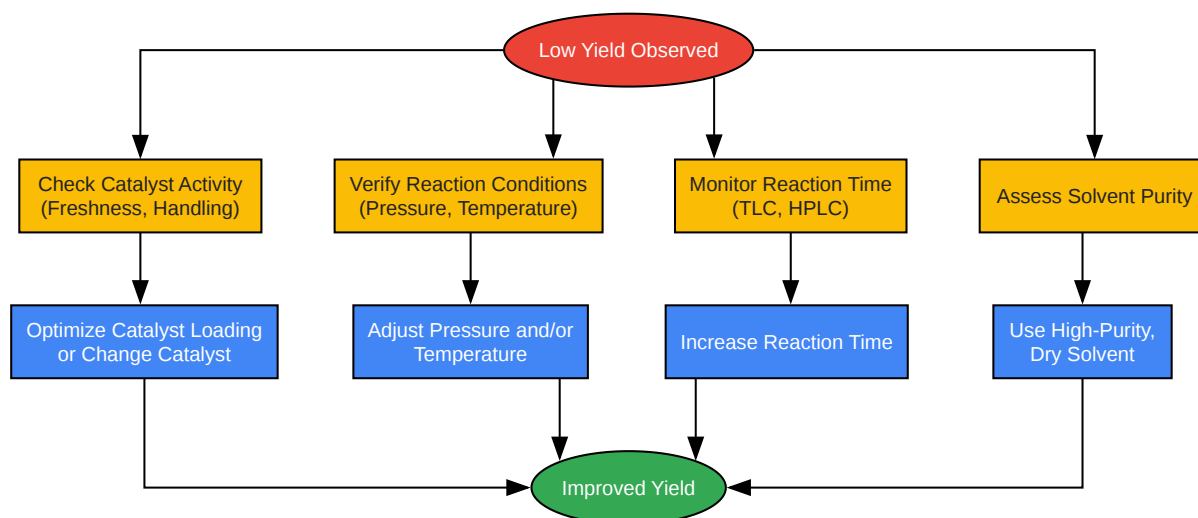 Low Yield Observed
Check Catalyst Activity
(Freshness, Handling)
Verify Reaction Conditions
(Pressure, Temperature)
Monitor Reaction Time
(TLC, HPLC)
Assess Solvent Purity
Optimize Catalyst Loading
or Change Catalyst
Adjust Pressure and/or
Temperature
Increase Reaction Time
Use High-Purity,
Dry Solvent
Improved Yield